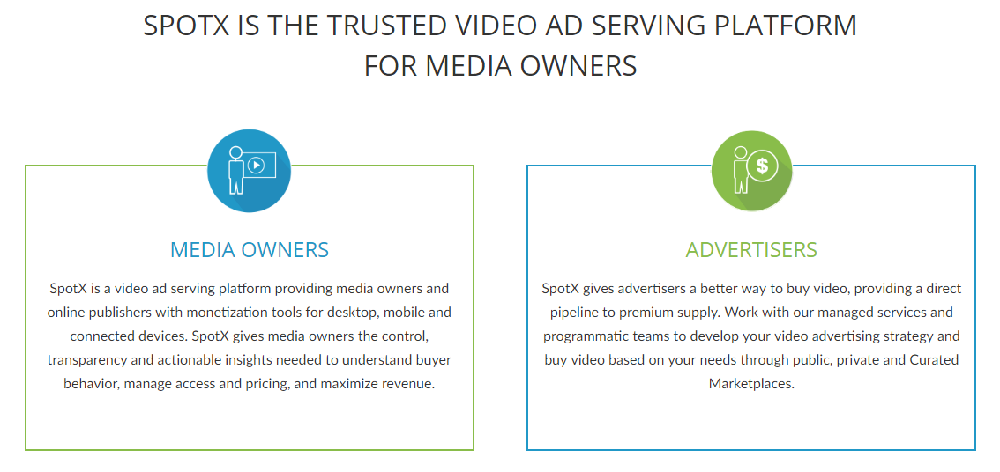 SPOTX IS THE TRUSTED VIDEO AD SERVING PLATFORM
FOR MEDIA OWNERS
MEDIA OWNERS
SpotX is a video ad serving platform providing media owners and
online publishers with monetization tools for desktop, mobile and
connected devices. SpotX gives media owners the control,
transparency and actionable insights needed to understand buyer
behavior, manage access and pricing, and maximize revenue.
$
ADVERTISERS
SpotX gives advertisers a better way to buy video, providing a direct
pipeline to premium supply. Work with our managed services and
programmatic teams to develop your video advertising strategy and
buy video based on your needs through public, private and Curated
Marketplaces.